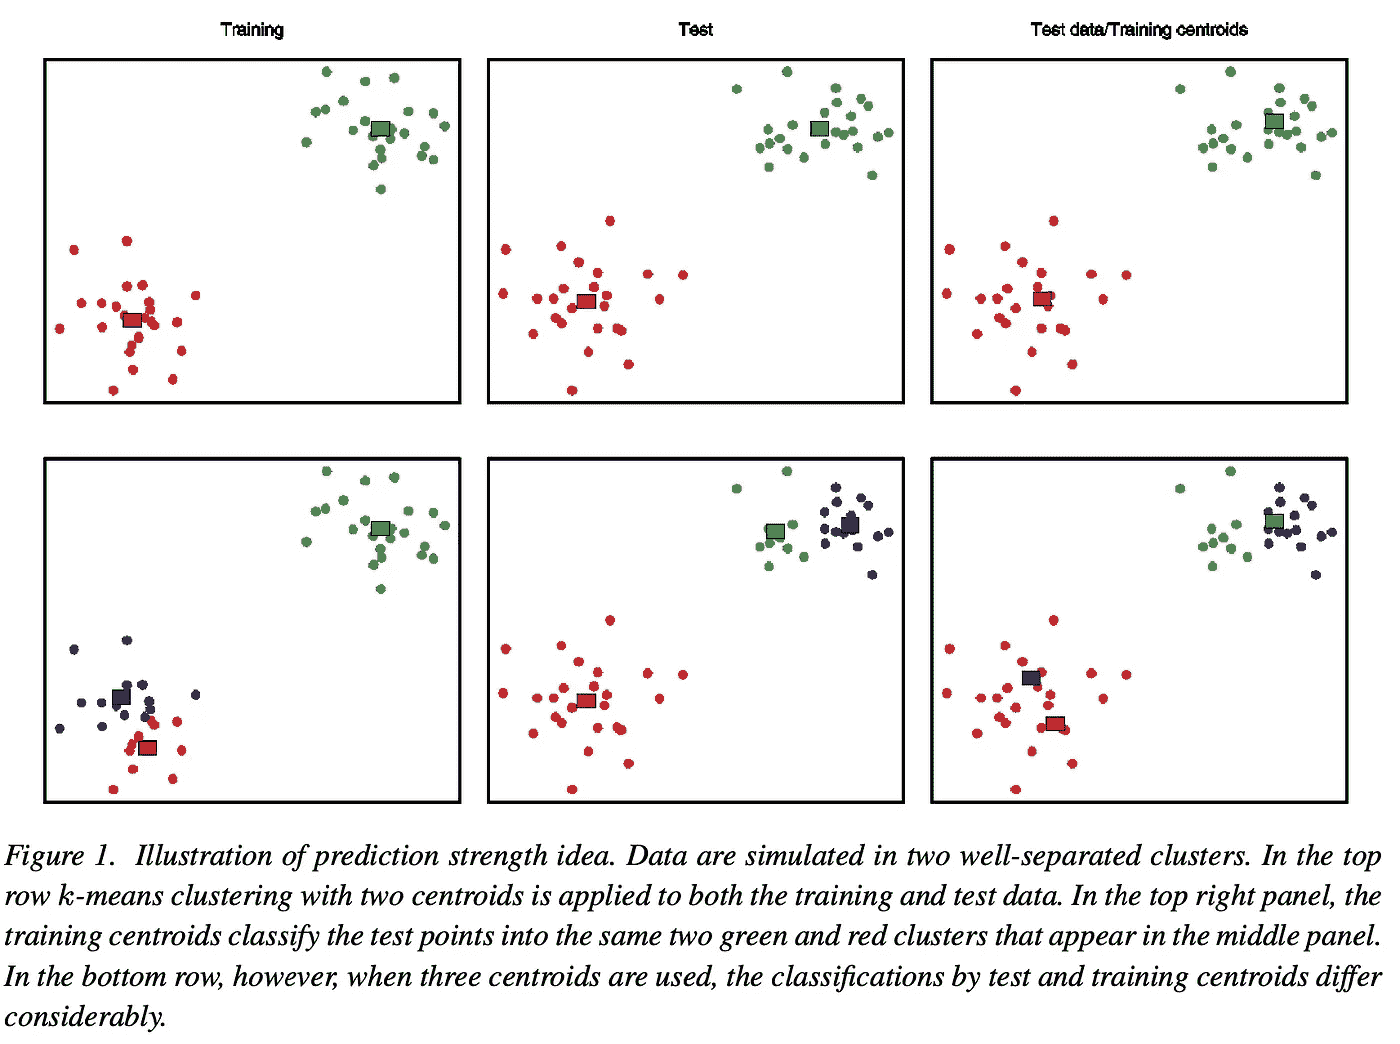 Training
Test
Test data/Training centroids
Figure 1. Illustration of prediction strength idea. Data are simulated in two well-separated clusters. In the top
row k-means clustering with two centroids is applied to both the training and test data. In the top right panel, the
training centroids classify the test points into the same two green and red clusters that appear in the middle panel.
In the bottom row, however, when three centroids are used, the classifications by test and training centroids differ
considerably.